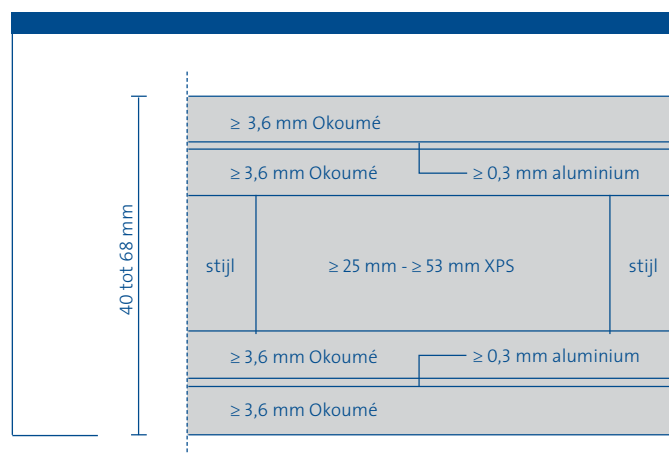 ≥ 3,6 mm Okoumé
≥ 3,6 mm Okoumé
≥ 0,3 mm aluminium
40 tot 68 mm
stijl
≥ 25 mm - ≥ 53 mm XPS
stijl
≥ 3,6 mm Okoumé
≥ 0,3 mm aluminium
≥ 3,6 mm Okoumé